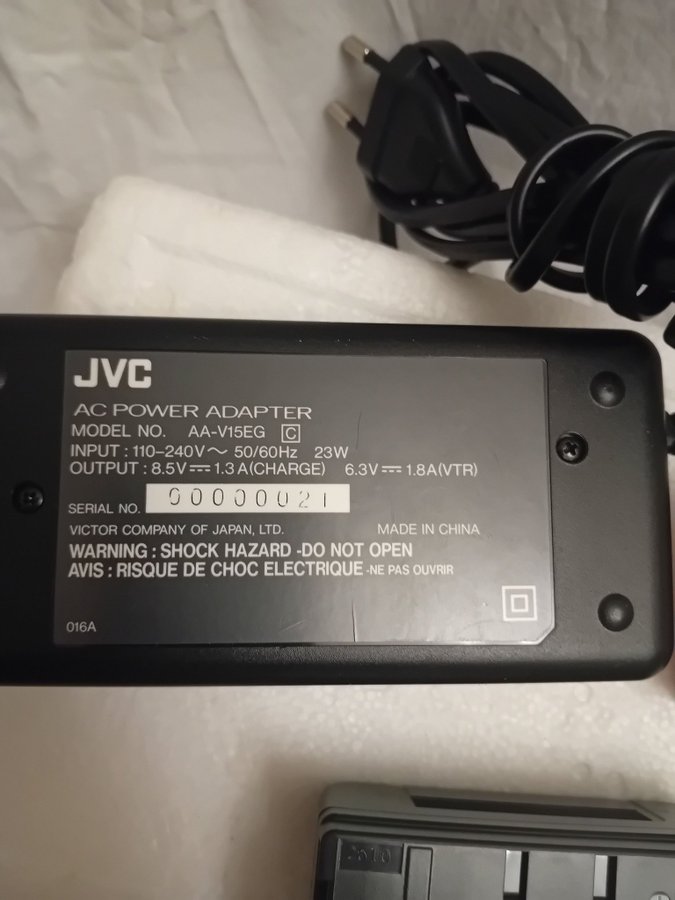 JVC
AC POWER ADAPTER
MODEL NO. AA-V15EG C
INPUT : 110-240V～ 50/60Hz 23W
OUTPUT : 8.5V⎓1.3A(CHARGE) 6.3V⎓1.8A(VTR)
SERIAL NO. 00000021
VICTOR COMPANY OF JAPAN, LTD. MADE IN CHINA
WARNING : SHOCK HAZARD -DO NOT OPEN
AVIS : RISQUE DE CHOC ELECTRIQUE -NE PAS OUVRIR
016A